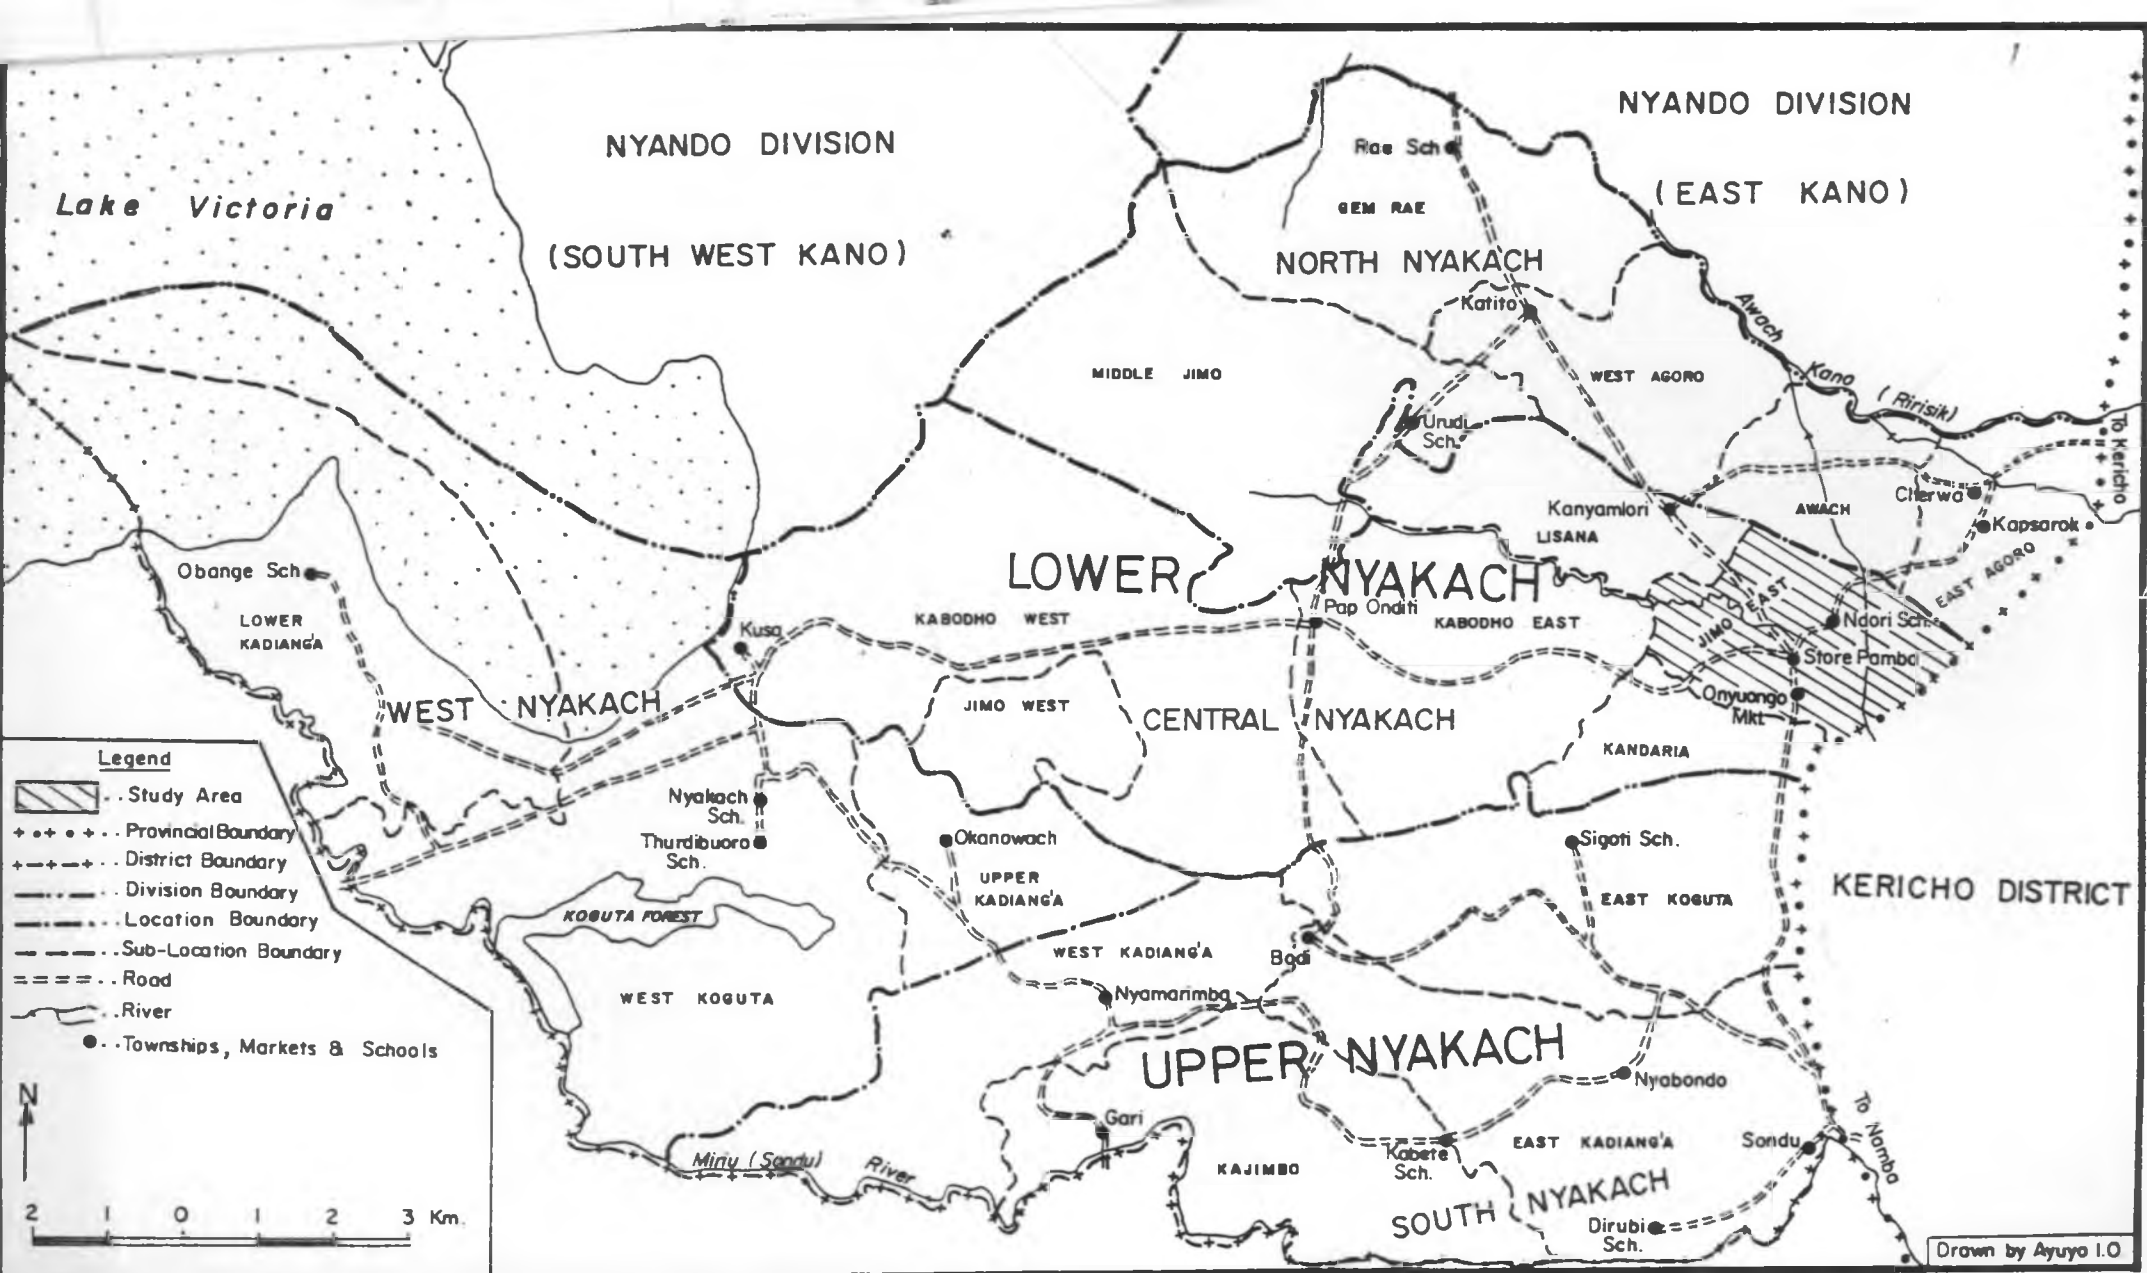 NYANDO DIVISION
(SOUTH WEST KANO)
NYANDO DIVISION
(EAST KANO)
Lake Victoria
Rae Sch
GEM RAE
NORTH NYAKACH
Katito
Awach
Kano
(Ririsik)
MIDDLE JIMO
WEST AGORO
Urudi
Sch.
To Kericho
Cherwa
Kanyamlori
AWACH
Kapsarok
LISANA
EAST AGORO
LOWER NYAKACH
Obange Sch
LOWER
KADIANG'A
Kusa
KABODHO WEST
Pap Onditi
KABODHO EAST
JIMO EAST
Ndori Sch.
Store Pamba
Onyuongo
Mkt
WEST NYAKACH
JIMO WEST
CENTRAL NYAKACH
KANDARIA
Nyakach
Sch.
Thurdibuoro
Sch.
Okanowach
UPPER
KADIANG'A
Sigoti Sch.
EAST KOGUTA
KERICHO DISTRICT
KOGUTA FOREST
WEST KADIANG'A
Bodi
WEST KOGUTA
Nyamarimba
UPPER NYAKACH
Nyabondo
Gari
To Namba
Miriu (Sondu) River
KAJIMBO
Kabete
Sch.
EAST KADIANG'A
Sondu
SOUTH NYAKACH
Dirubi
Sch.
Legend
Study Area
Provincial Boundary
District Boundary
Division Boundary
Location Boundary
Sub-Location Boundary
Road
River
Townships, Markets & Schools
N
2 1 0 1 2 3 Km.
Drawn by Ayuyo I.O